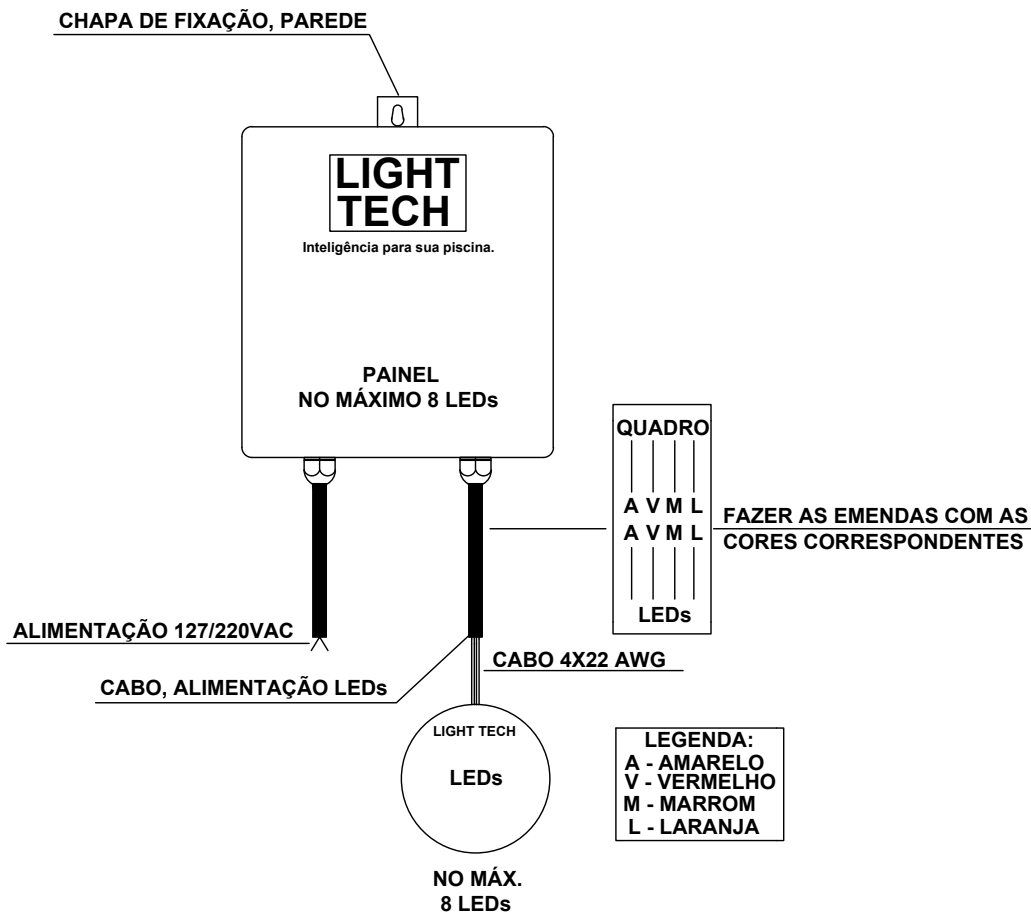 CHAPA DE FIXAÇÃO, PAREDE
LIGHT
TECH
Inteligência para sua piscina.
PAINEL
NO MÁXIMO 8 LEDs
QUADRO
A V M L
A V M L
LEDs
FAZER AS EMENDAS COM AS
CORES CORRESPONDENTES
ALIMENTAÇÃO 127/220VAC
CABO 4X22 AWG
CABO, ALIMENTAÇÃO LEDs
LIGHT TECH
LEDs
NO MÁX.
8 LEDs
LEGENDA:
A - AMARELO
V - VERMELHO
M - MARROM
L - LARANJA